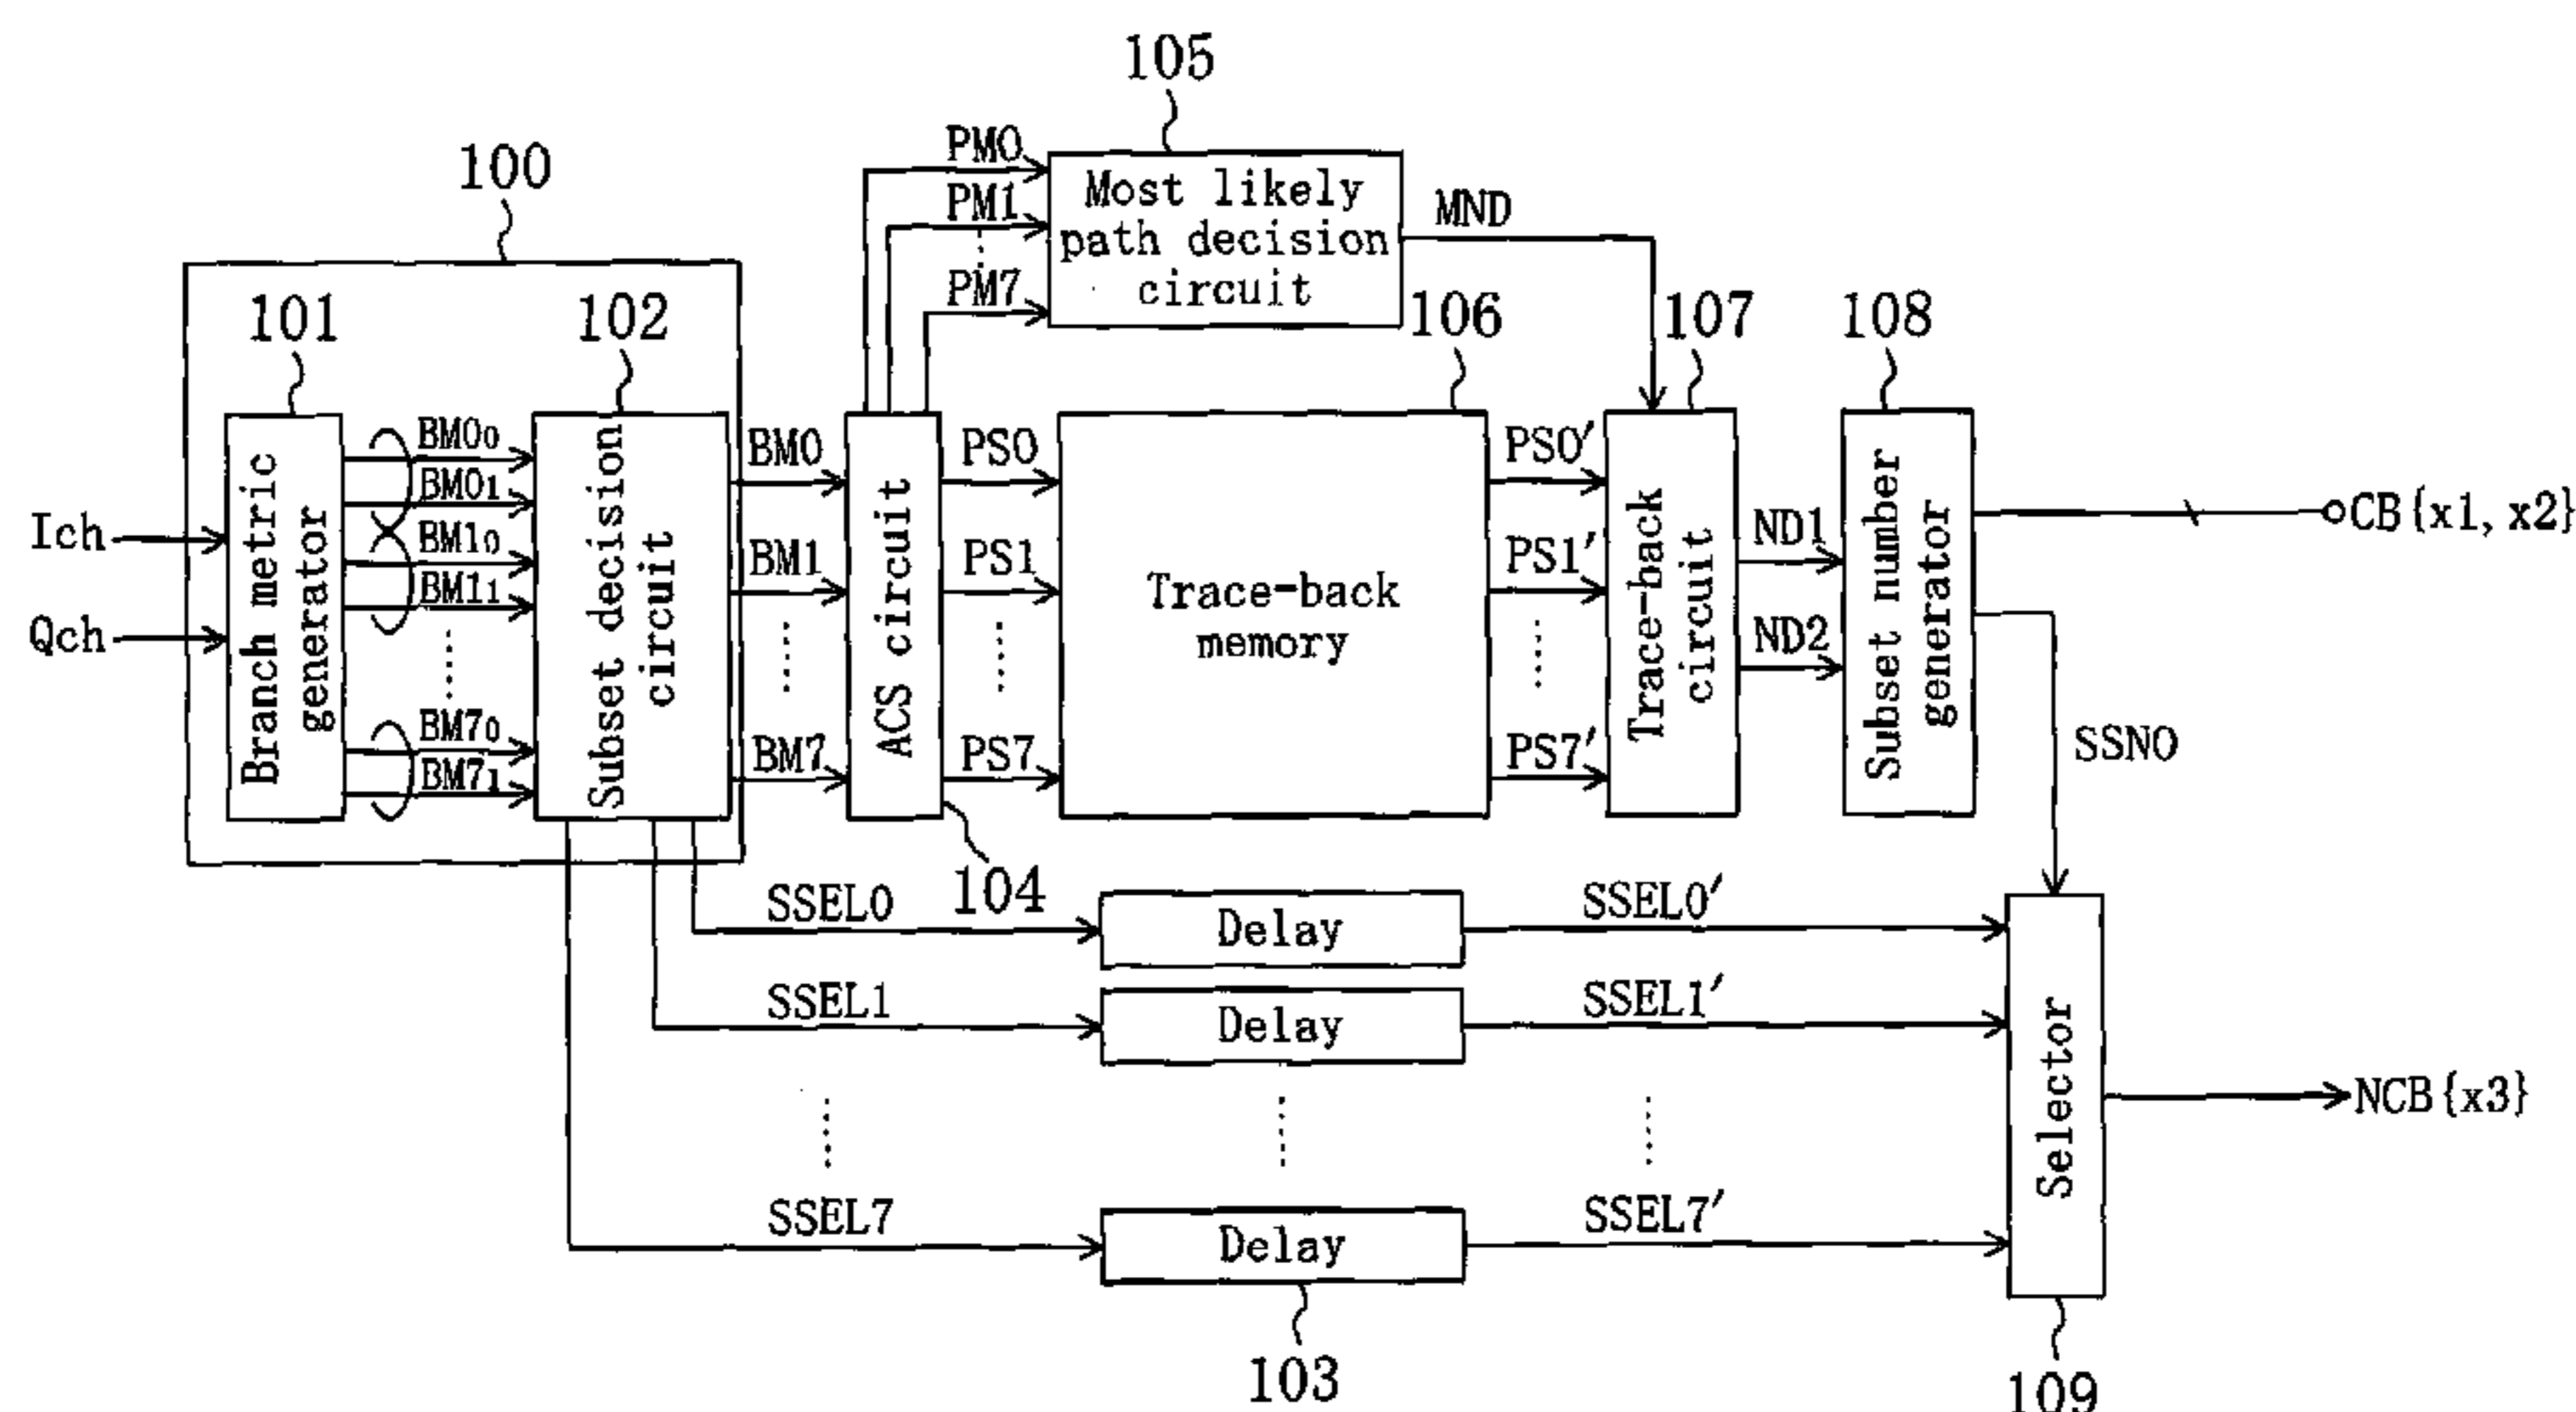 105
PM0
PM1
PM7
Most likely
path decision
circuit
MND
100
101
102
106
107
108
Ich
Qch
Branch metric
generator
BM0₀
BM0₁
BM1₀
BM1₁
BM7₀
BM7₁
Subset decision
circuit
BM0
BM1
BM7
ACS circuit
104
PS0
PS1
PS7
Trace-back
memory
PS0'
PS1'
PS7'
Trace-back
circuit
ND1
ND2
Subset number
generator
CB{x1, x2}
SSNO
SSEL0
Delay
SSEL0'
SSEL1
Delay
SSEL1'
SSEL7
Delay
SSEL7'
103
Selector
NCB{x3}
109